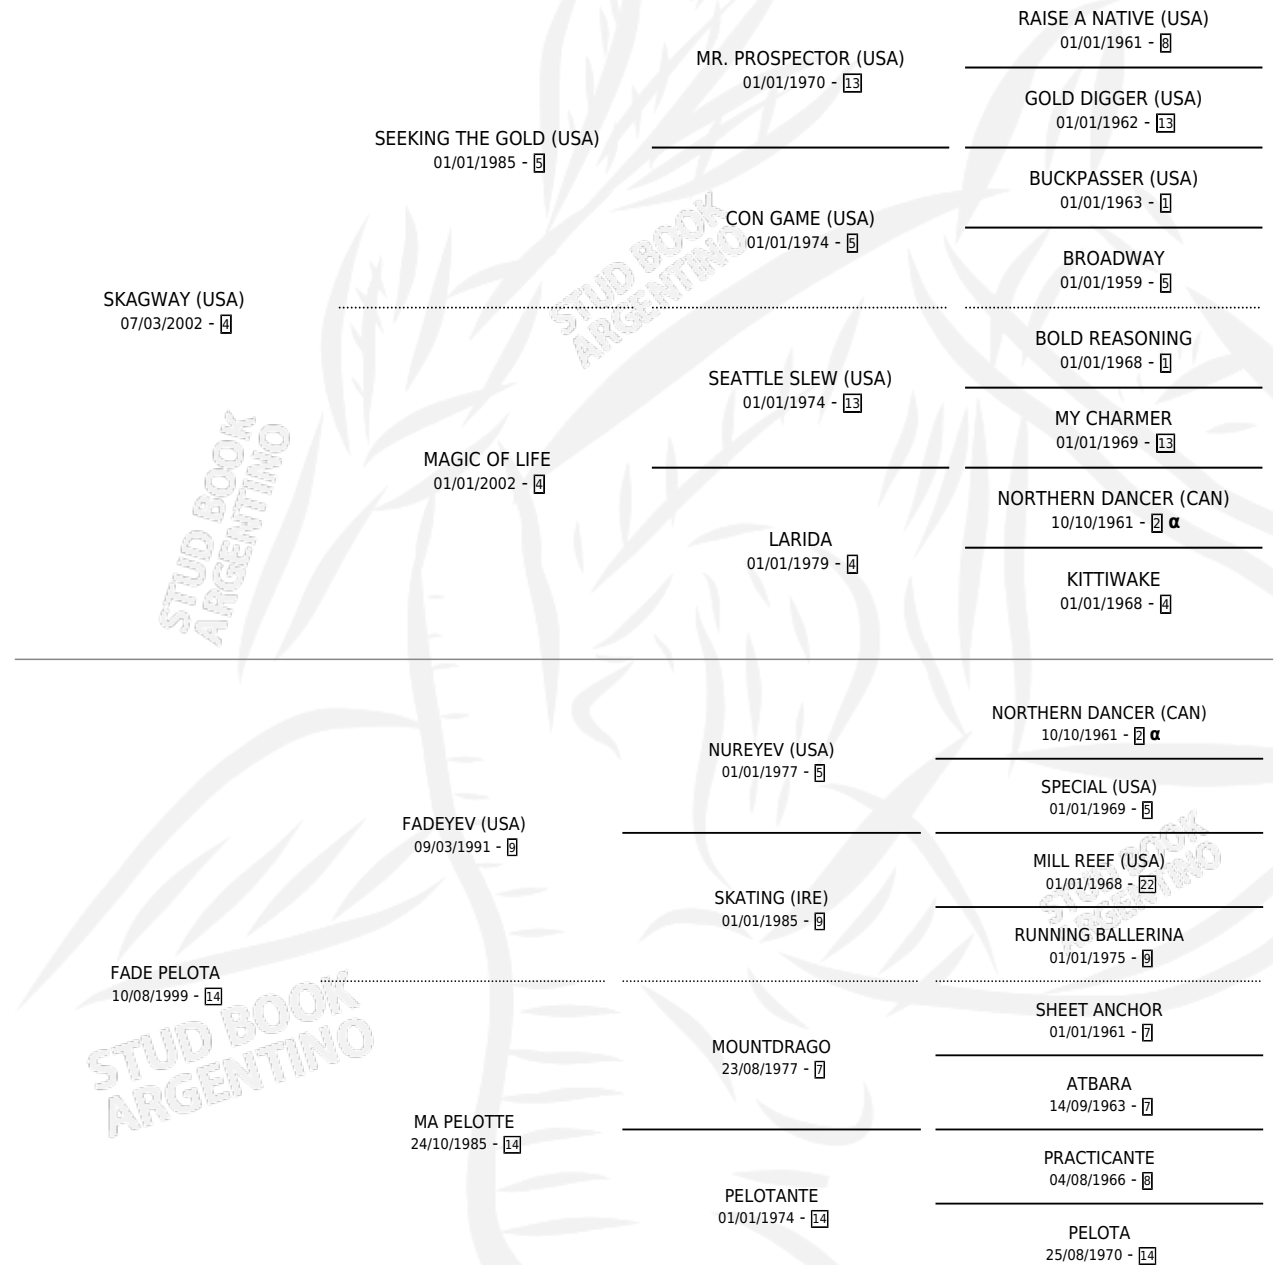 RAISE A NATIVE (USA)
01/01/1961 - 8
MR. PROSPECTOR (USA)
01/01/1970 - 13
GOLD DIGGER (USA)
01/01/1962 - 13
SEEKING THE GOLD (USA)
01/01/1985 - 5
BUCKPASSER (USA)
01/01/1963 - 1
CON GAME (USA)
01/01/1974 - 5
BROADWAY
01/01/1959 - 5
SKAGWAY (USA)
07/03/2002 - 4
BOLD REASONING
01/01/1968 - 1
SEATTLE SLEW (USA)
01/01/1974 - 13
MY CHARMER
01/01/1969 - 13
MAGIC OF LIFE
01/01/2002 - 4
NORTHERN DANCER (CAN)
10/10/1961 - 2 α
LARIDA
01/01/1979 - 4
KITTIWAKE
01/01/1968 - 4
NORTHERN DANCER (CAN)
10/10/1961 - 2 α
NUREYEV (USA)
01/01/1977 - 5
SPECIAL (USA)
01/01/1969 - 5
FADEYEV (USA)
09/03/1991 - 9
MILL REEF (USA)
01/01/1968 - 22
SKATING (IRE)
01/01/1985 - 9
RUNNING BALLERINA
01/01/1975 - 9
FADE PELOTA
10/08/1999 - 14
SHEET ANCHOR
01/01/1961 - 7
MOUNTDRAGO
23/08/1977 - 7
ATBARA
14/09/1963 - 7
MA PELOTTE
24/10/1985 - 14
PRACTICANTE
04/08/1966 - 8
PELOTANTE
01/01/1974 - 14
PELOTA
25/08/1970 - 14
STUD BOOK
ARGENTINO
STUD BOOK
ARGENTINO
STUD BOOK
ARGENTINO
STUD BOOK
ARGENTINO